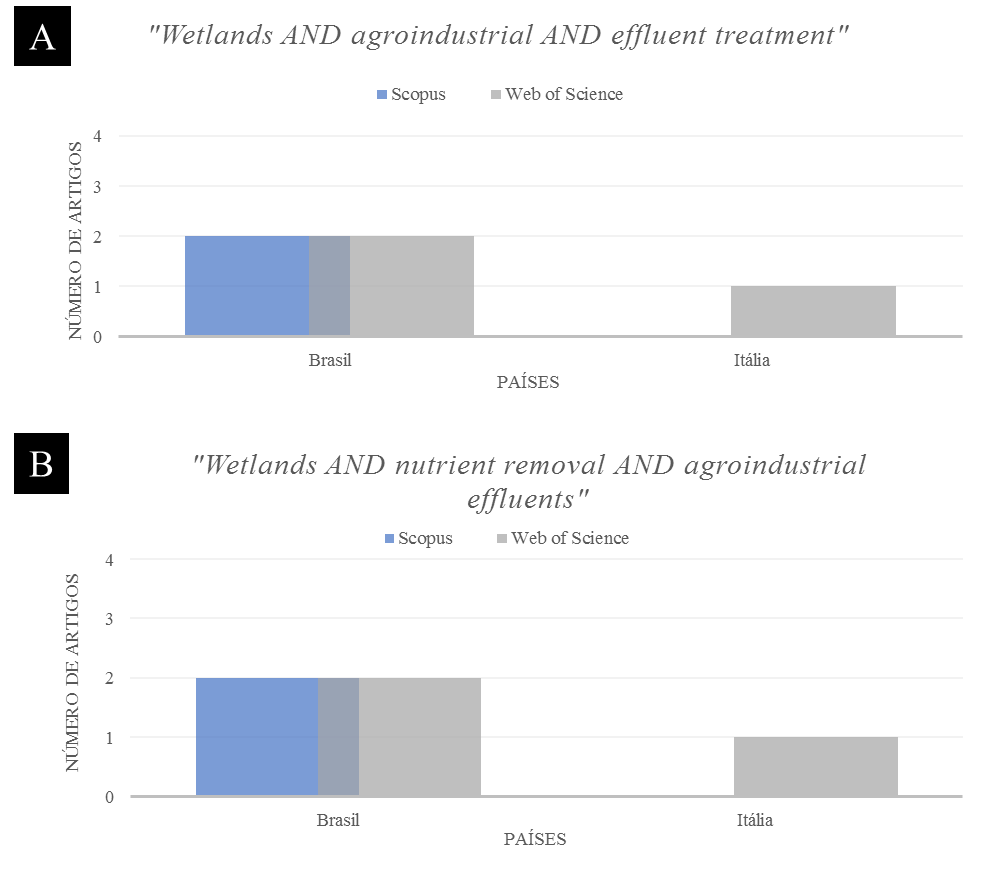 A
"Wetlands AND agroindustrial AND effluent treatment"
Scopus Web of Science
NÚMERO DE ARTIGOS
4
3
2
1
0
Brasil Itália
PAÍSES
B
"Wetlands AND nutrient removal AND agroindustrial
effluents"
Scopus Web of Science
NÚMERO DE ARTIGOS
4
3
2
1
0
Brasil Itália
PAÍSES